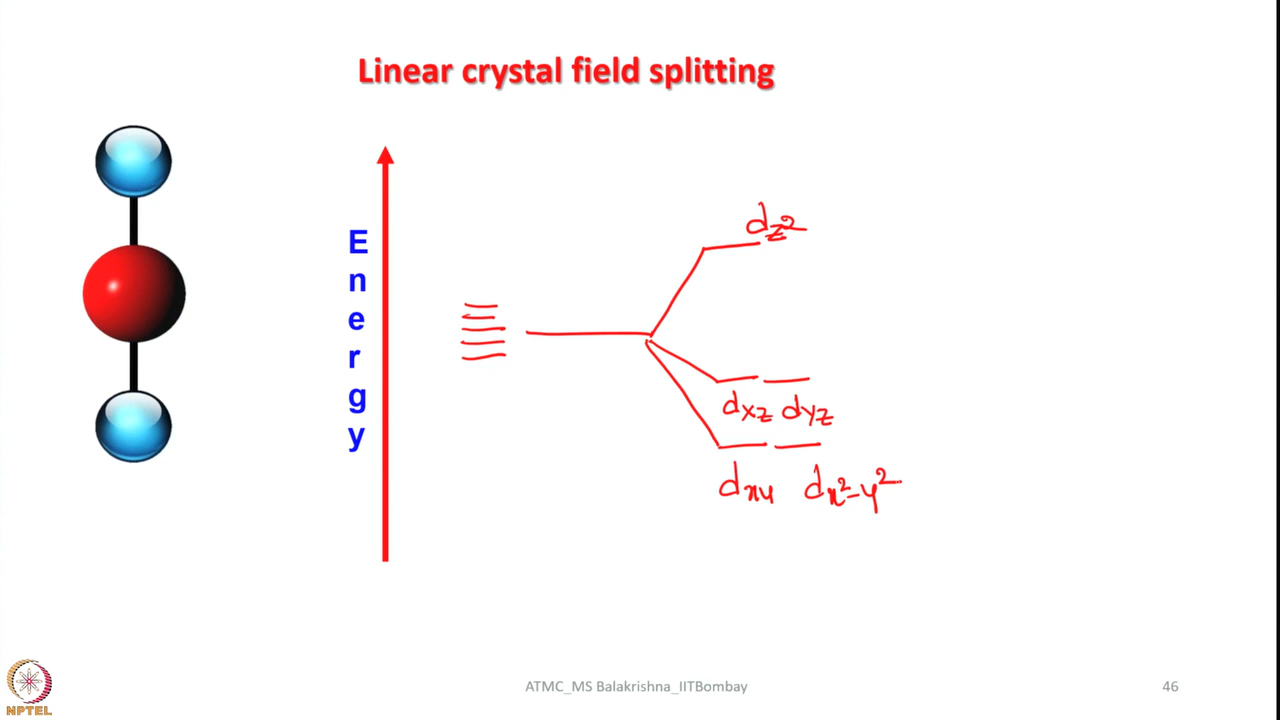 Linear crystal field splitting
Energy
dz2
dxz dyz
dxy dx2-y2
NPTEL
ATMC_MS Balakrishna_IITBombay
46